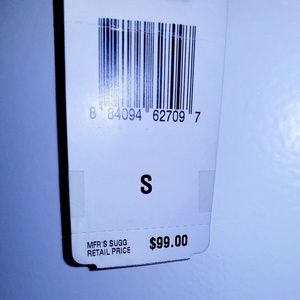 8 84094 62709 7
S
MFR'S SUGG
RETAIL PRICE $99.00